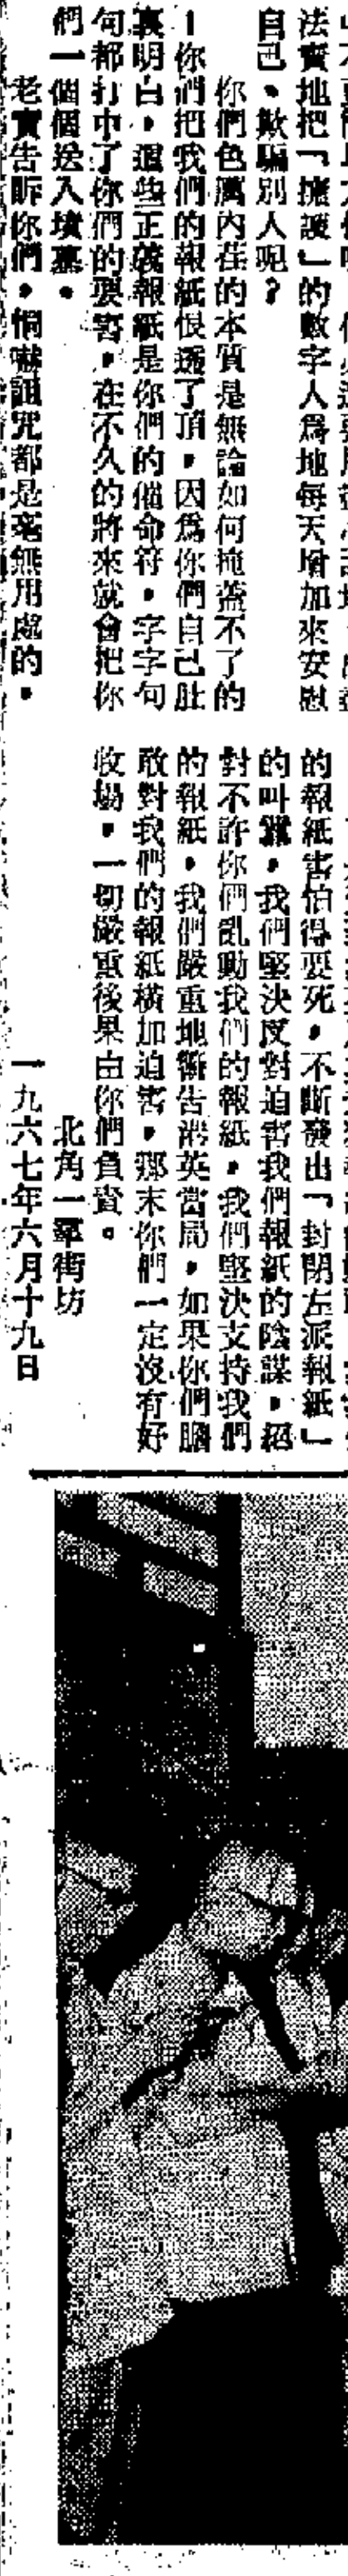 法寶地把「擁護」的數字人為地每天增加來安慰
自己、欺騙別人呢?
你們色厲內荏的本質是無論如何掩蓋不了的
!你們把我們的報紙恨透了頂,因為你們自己肚
裏明白,這些正義報紙是你們的催命符,字字句
句都打中了你們的要害,在不久的將來就會把你
們一個個送入墳墓。
老實告訴你們,恫嚇詛咒都是毫無用處的。
的報紙害怕得要死,不斷發出「封閉左派報紙」
的叫囂,我們堅決反對迫害我們報紙的陰謀,絕
對不許你們亂動我們的報紙,我們堅決支持我們
的報紙,我們嚴重地警告港英當局,如果你們膽
敢對我們的報紙橫加迫害,那末你們一定沒有好
收場,一切嚴重後果由你們負責。
北角一羣街坊
一九六七年六月十九日